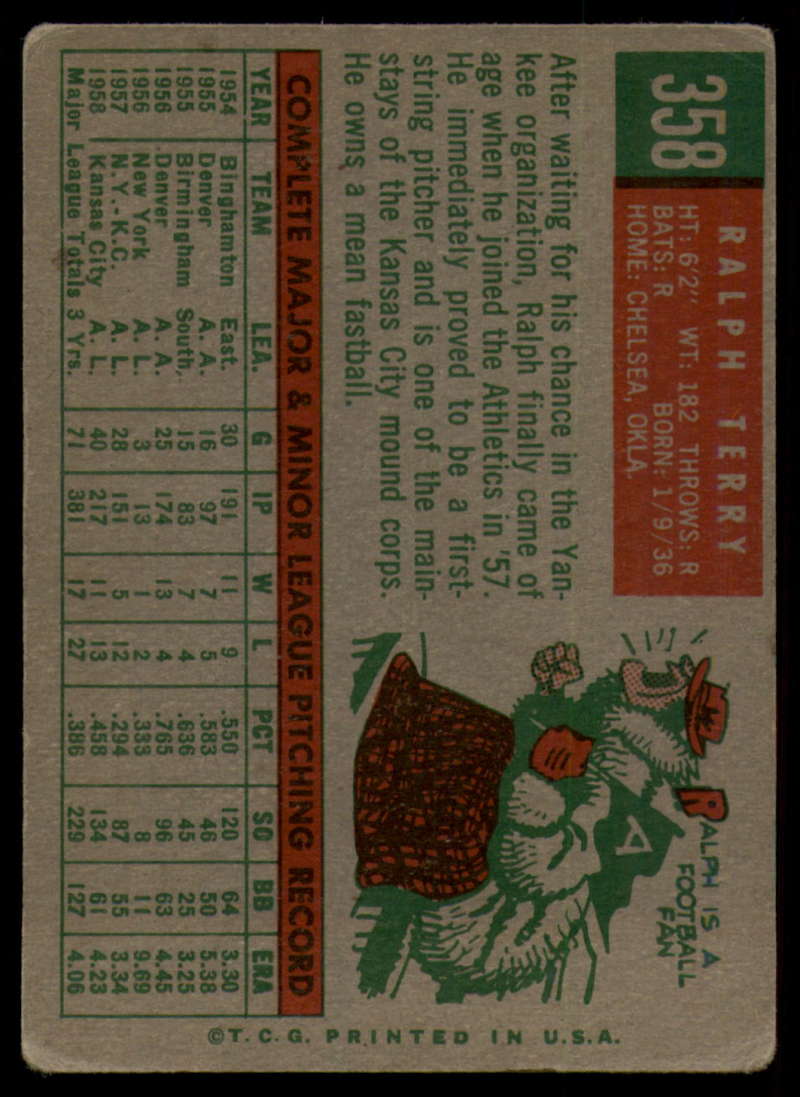 358
RALPH TERRY
HT: 6'2" WT: 182 THROWS: R
BATS: R BORN: 1/9/36
HOME: CHELSEA, OKLA.
After waiting for his chance in the Yan-
kee organization, Ralph finally came of
age when he joined the Athletics in '57.
He immediately proved to be a first-
string pitcher and is one of the main-
stays of the Kansas City mound corps.
He owns a mean fastball.
RALPH IS A
FOOTBALL
FAN
A
COMPLETE MAJOR & MINOR LEAGUE PITCHING RECORD
YEAR TEAM LEA. G IP W L PCT SO BB ERA
1954 Binghamton East. 30 191 11 9 .550 120 64 3.30
1955 Denver A. A. 16 97 7 5 .583 46 50 5.38
1955 Birmingham South. 15 83 7 4 .636 45 25 3.25
1956 Denver A. A. 25 174 13 4 .765 96 63 4.45
1956 New York A. L. 3 13 1 2 .333 8 11 9.69
1957 N.Y.-K.C. A. L. 28 151 5 12 .294 87 55 3.34
1958 Kansas City A. L. 40 217 11 13 .458 134 61 4.23
Major League Totals 3 Yrs. 71 381 17 27 .386 229 127 4.06
©T.C.G. PRINTED IN U.S.A.